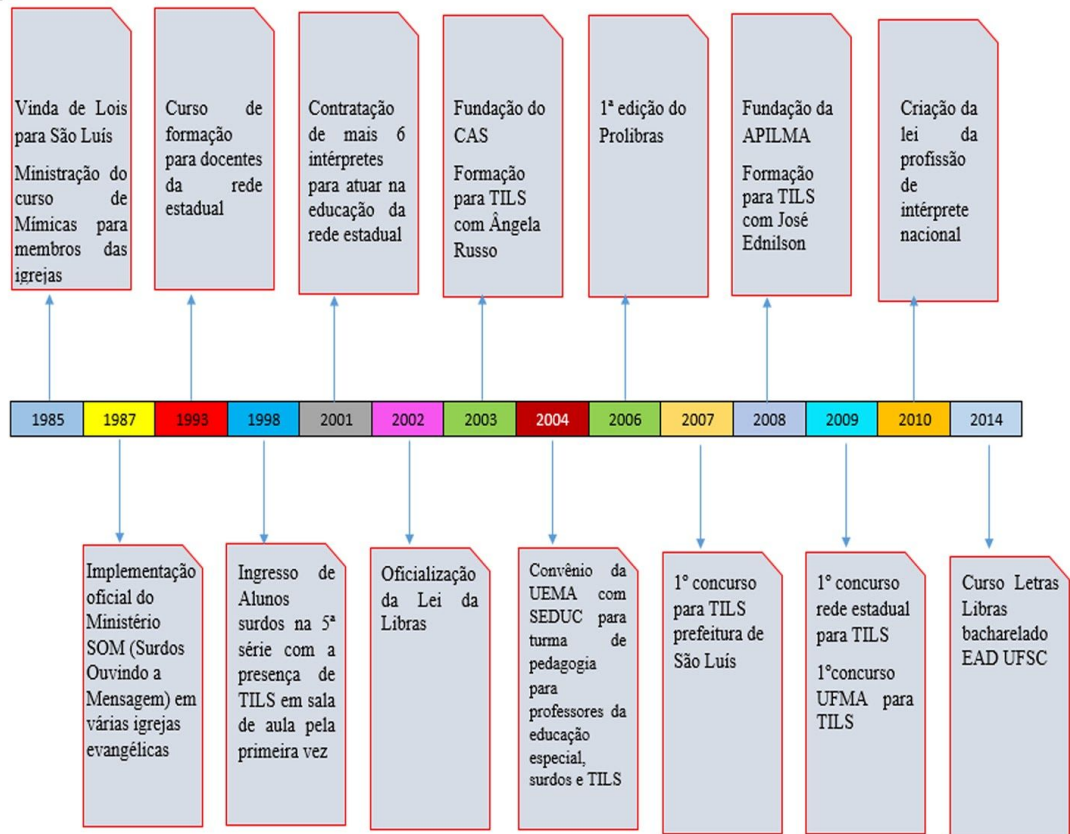 Vinda de Lois
para São Luís
Ministração do
curso de
Mímicas para
membros das
igrejas
Curso de
formação
para docentes
da rede
estadual
Contratação
de mais 6
intérpretes
para atuar na
educação da
rede estadual
Fundação do
CAS
Formação
para TILS
com Ângela
Russo
1ª edição do
Prolibras
Fundação da
APILMA
Formação
para TILS
com José
Ednilson
Criação da
lei da
profissão de
intérprete
nacional
1985 1987 1993 1998 2001 2002 2003 2004 2006 2007 2008 2009 2010 2014
Implementação
oficial do
Ministério
SOM (Surdos
Ouvindo a
Mensagem) em
várias igrejas
evangélicas
Ingresso de
Alunos
surdos na 5ª
série com a
presença de
TILS em sala
de aula pela
primeira vez
Oficialização
da Lei da
Libras
Convênio da
UEMA com
SEDUC para
turma de
pedagogia
para
professores da
educação
especial,
surdos e TILS
1º concurso
para TILS
prefeitura de
São Luís
1º concurso
rede estadual
para TILS
1ºconcurso
UFMA para
TILS
Curso Letras
Libras
bacharelado
EAD UFSC